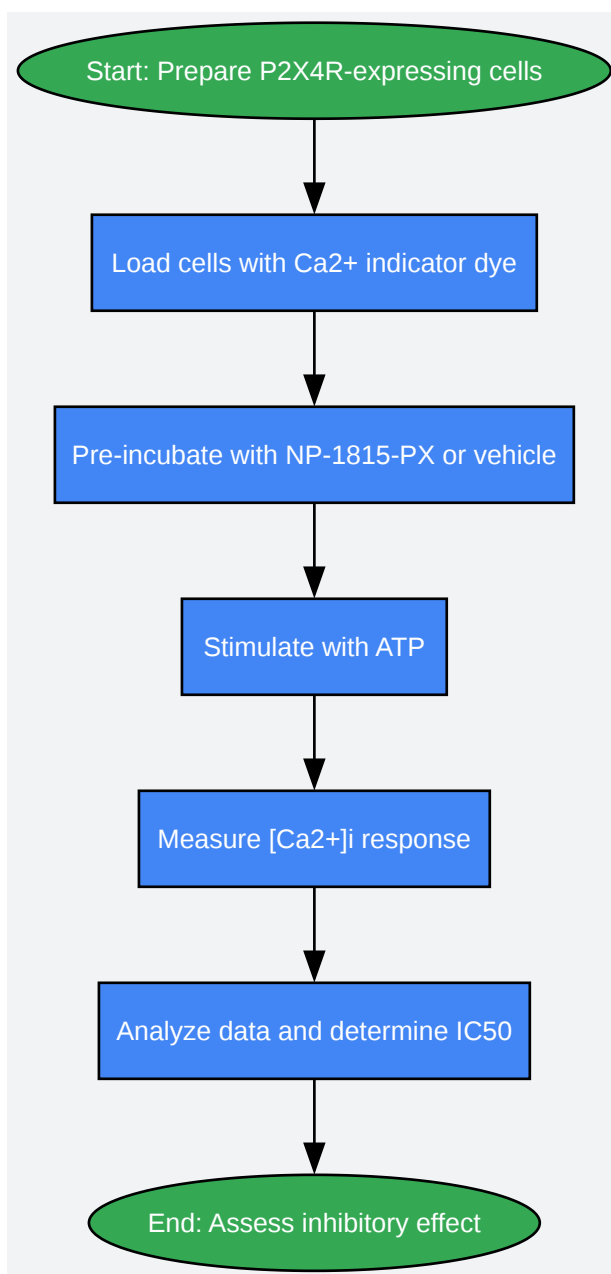 Start: Prepare P2X4R-expressing cells
Load cells with Ca2+ indicator dye
Pre-incubate with NP-1815-PX or vehicle
Stimulate with ATP
Measure [Ca2+]i response
Analyze data and determine IC50
End: Assess inhibitory effect